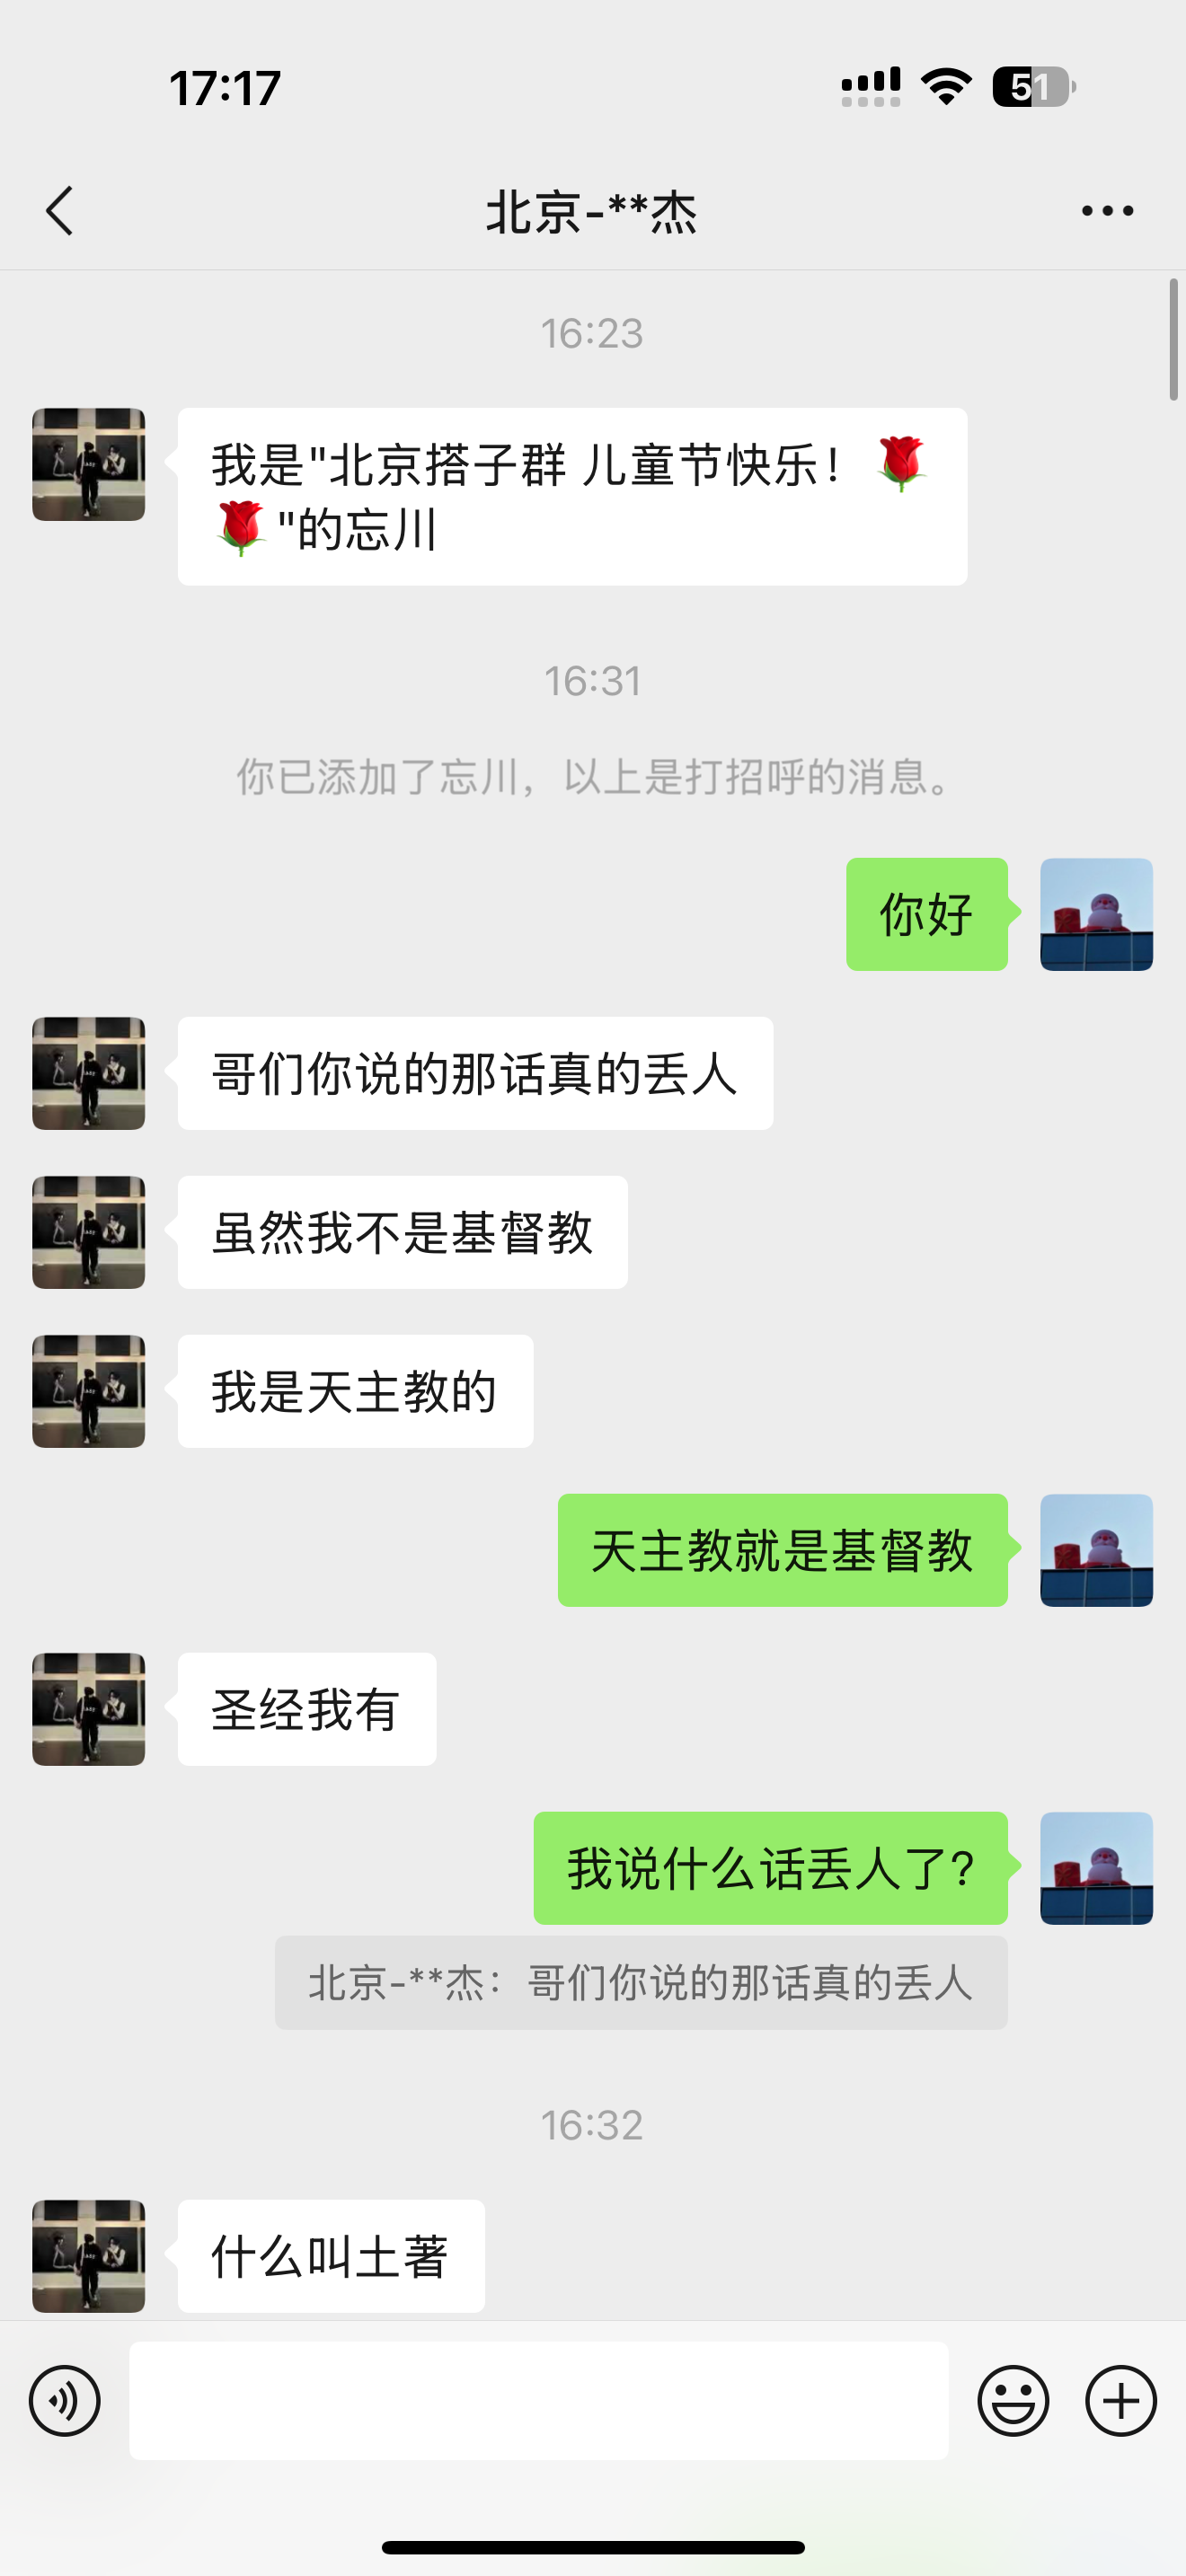 17:17
51
北京-**杰
16:23
我是"北京搭子群 儿童节快乐！🌹
🌹"的忘川
16:31
你已添加了忘川，以上是打招呼的消息。
你好
哥们你说的那话真的丢人
虽然我不是基督教
我是天主教的
天主教就是基督教
圣经我有
我说什么话丢人了?
北京-**杰：哥们你说的那话真的丢人
16:32
什么叫土著